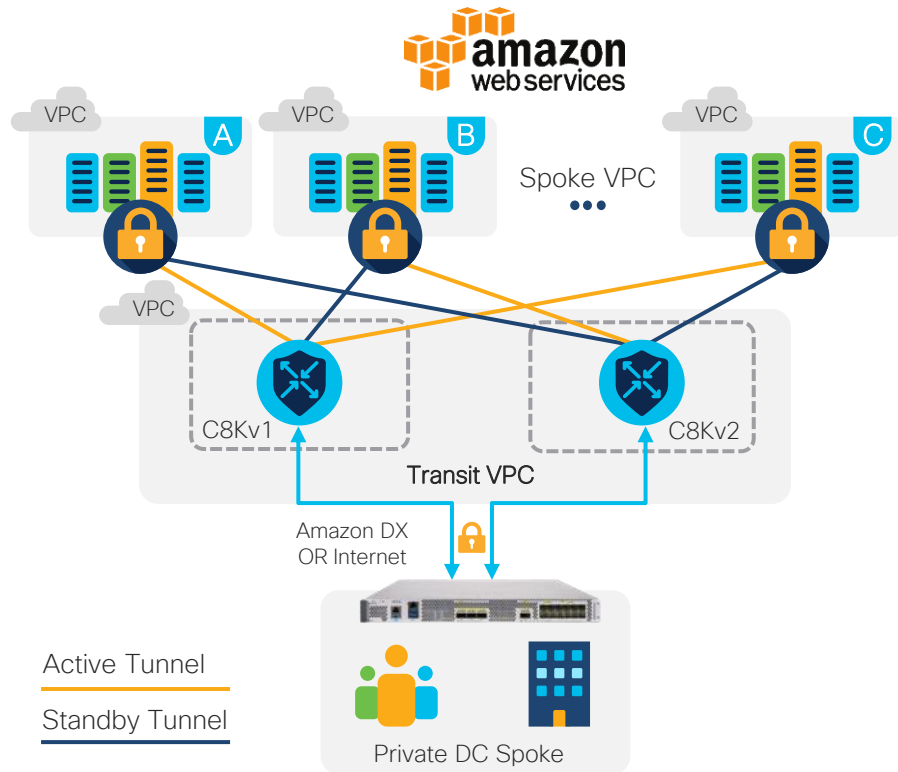 amazon
web services
VPC
A
VPC
B
VPC
C
Spoke VPC
VPC
C8Kv1
C8Kv2
Transit VPC
Amazon DX
OR Internet
Active Tunnel
Standby Tunnel
Private DC Spoke